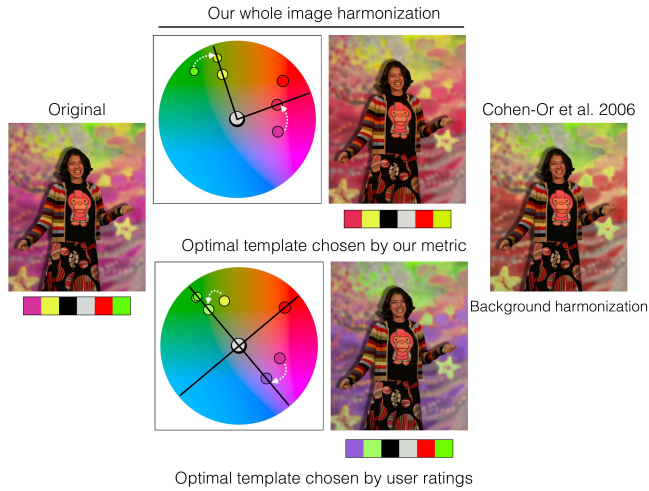 Our whole image harmonization
Original
Cohen-Or et al. 2006
Optimal template chosen by our metric
Background harmonization
Optimal template chosen by user ratings